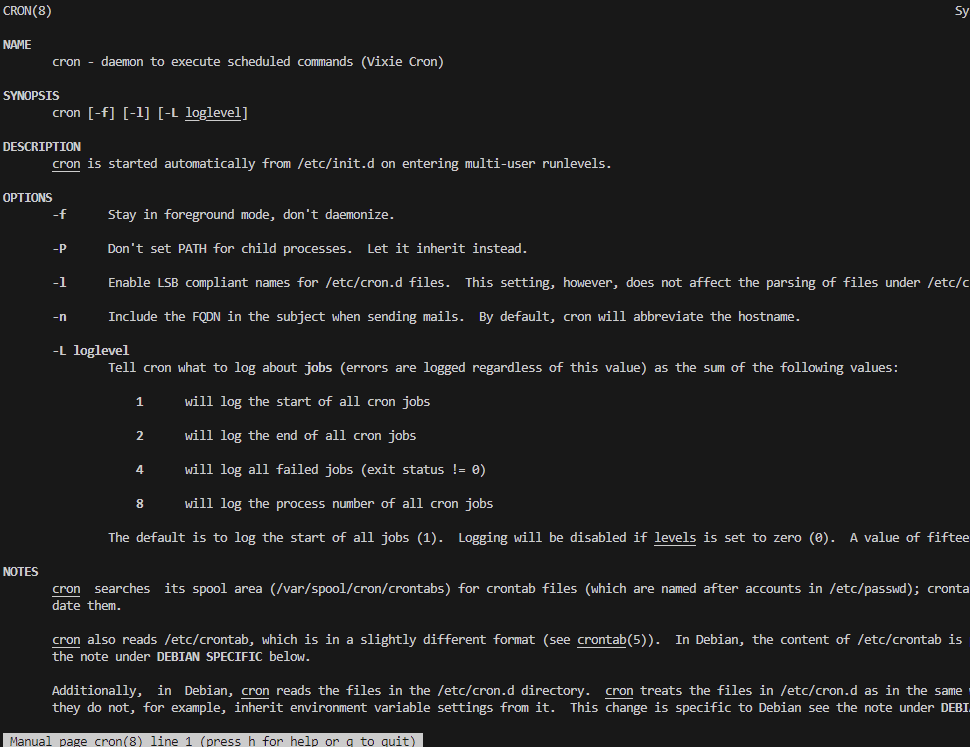 CRON(8) Sy
NAME
cron - daemon to execute scheduled commands (Vixie Cron)
SYNOPSIS
cron [-f] [-l] [-L loglevel]
DESCRIPTION
cron is started automatically from /etc/init.d on entering multi-user runlevels.
OPTIONS
-f Stay in foreground mode, don't daemonize.
-P Don't set PATH for child processes. Let it inherit instead.
-l Enable LSB compliant names for /etc/cron.d files. This setting, however, does not affect the parsing of files under /etc/c
-n Include the FQDN in the subject when sending mails. By default, cron will abbreviate the hostname.
-L loglevel
Tell cron what to log about jobs (errors are logged regardless of this value) as the sum of the following values:
1 will log the start of all cron jobs
2 will log the end of all cron jobs
4 will log all failed jobs (exit status != 0)
8 will log the process number of all cron jobs
The default is to log the start of all jobs (1). Logging will be disabled if levels is set to zero (0). A value of fiftee
NOTES
cron searches its spool area (/var/spool/cron/crontabs) for crontab files (which are named after accounts in /etc/passwd); cronta
date them.
cron also reads /etc/crontab, which is in a slightly different format (see crontab(5)). In Debian, the content of /etc/crontab is
the note under DEBIAN SPECIFIC below.
Additionally, in Debian, cron reads the files in the /etc/cron.d directory. cron treats the files in /etc/cron.d as in the same
they do not, for example, inherit environment variable settings from it. This change is specific to Debian see the note under DEBI
Manual page cron(8) line 1 (press h for help or q to quit)